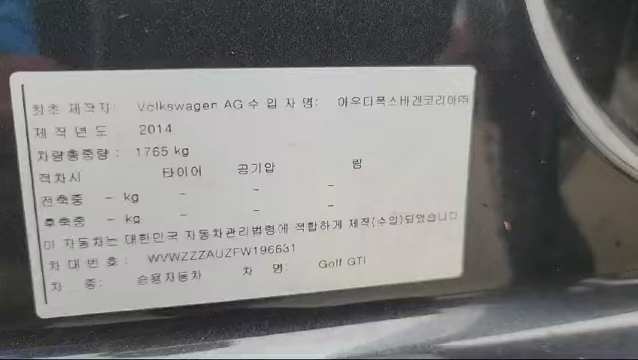 최초 제작자: Volkswagen AG 수 입 자 명: 아우디폭스바겐코리아㈜
제 작 년 도 2014
차량총중량 : 1765 kg
적차시 타이어 공기압 림
전축중 - kg - - -
후축중 - kg - - -
이 자동차는 대한민국 자동차관리법령에 적합하게 제작(수입)되었습니다
차 대 번 호 : WVWZZZAUZFW196631
차 종: 승용자동차 차 명: Golf GTI